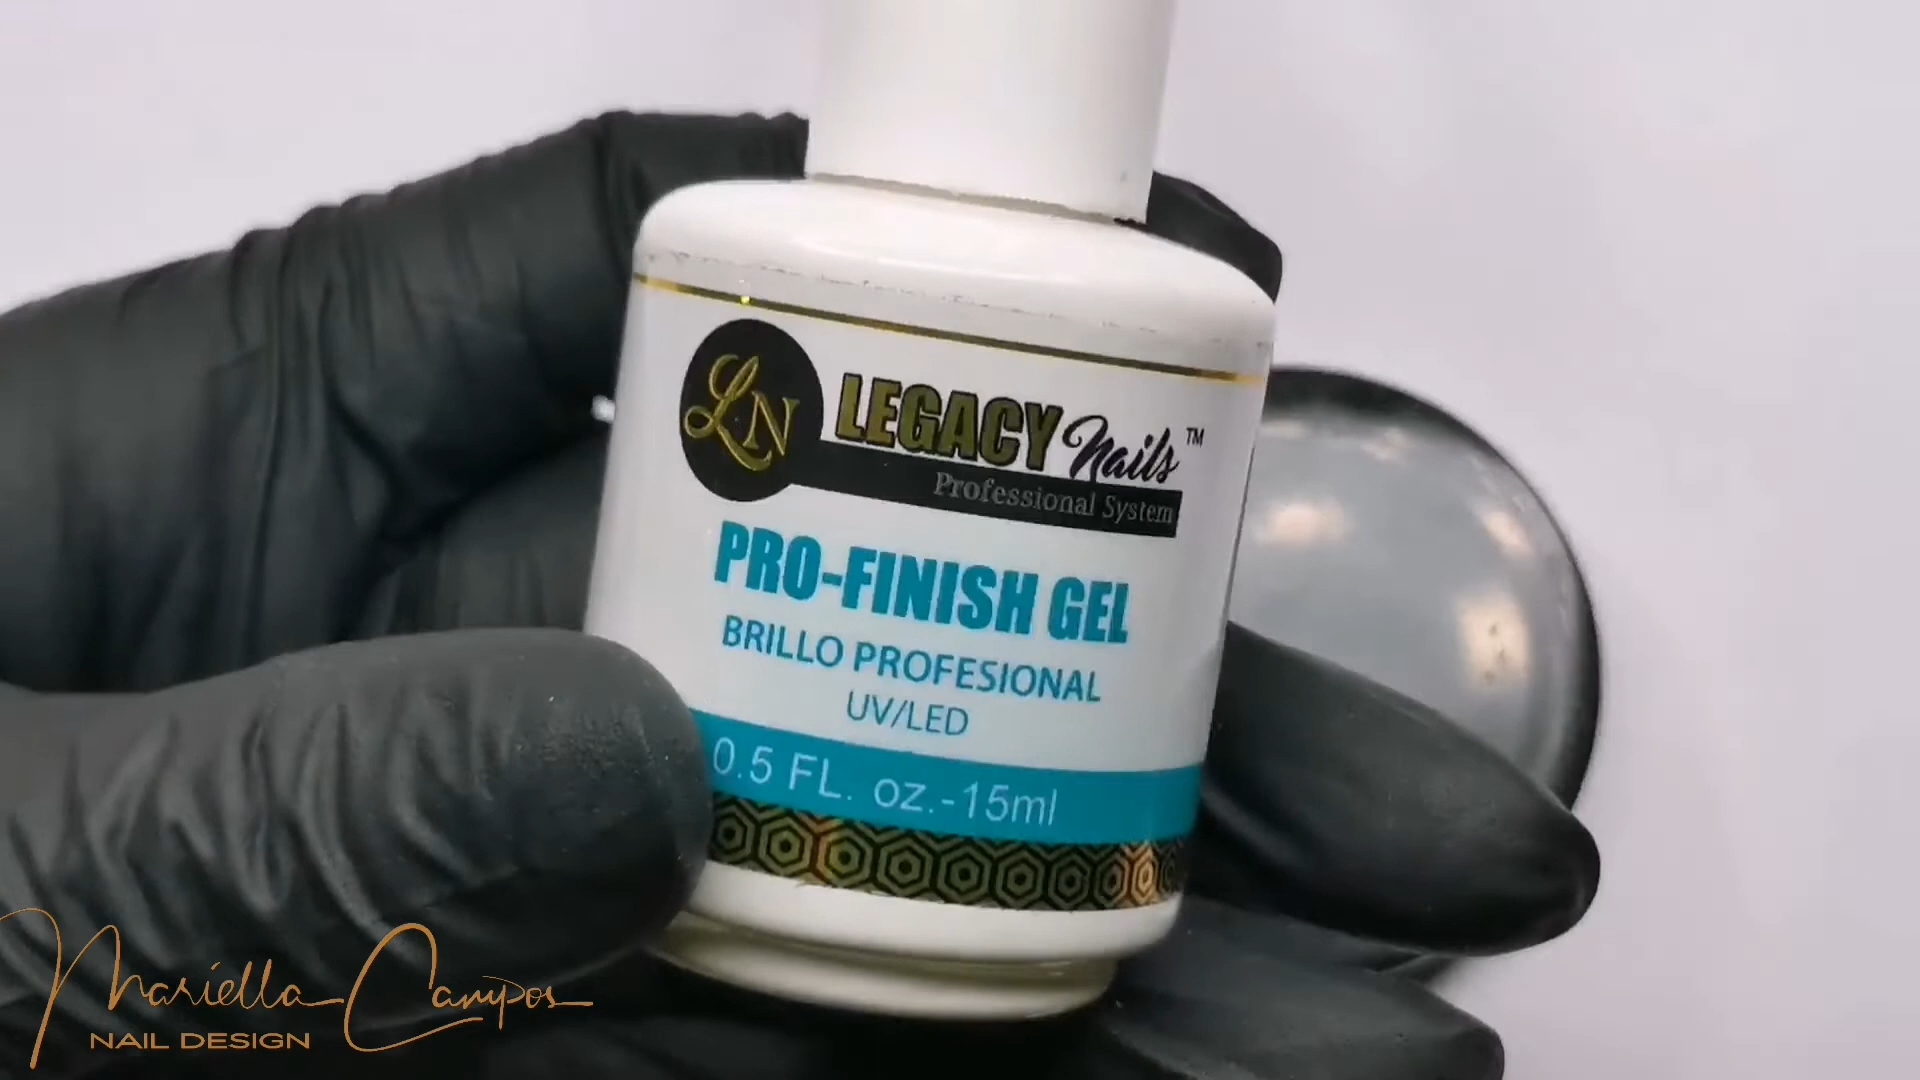 LN
LEGACY Nails™
Professional System
PRO-FINISH GEL
BRILLO PROFESIONAL
UV/LED
0.5 FL. oz.-15ml
Mariella Campos
NAIL DESIGN